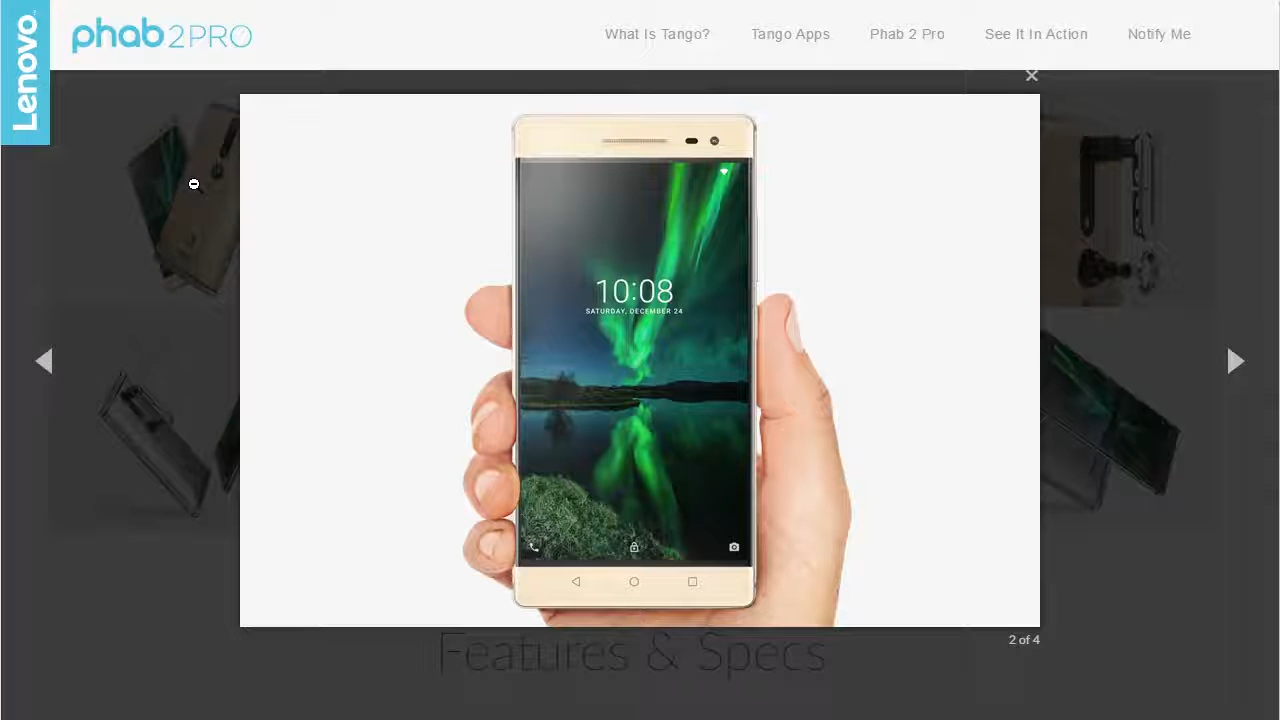 Lenovo
phab2PRO
What Is Tango?
Tango Apps
Phab 2 Pro
See It In Action
Notify Me
10:08
SATURDAY, DECEMBER 24
2 of 4
Features & Specs